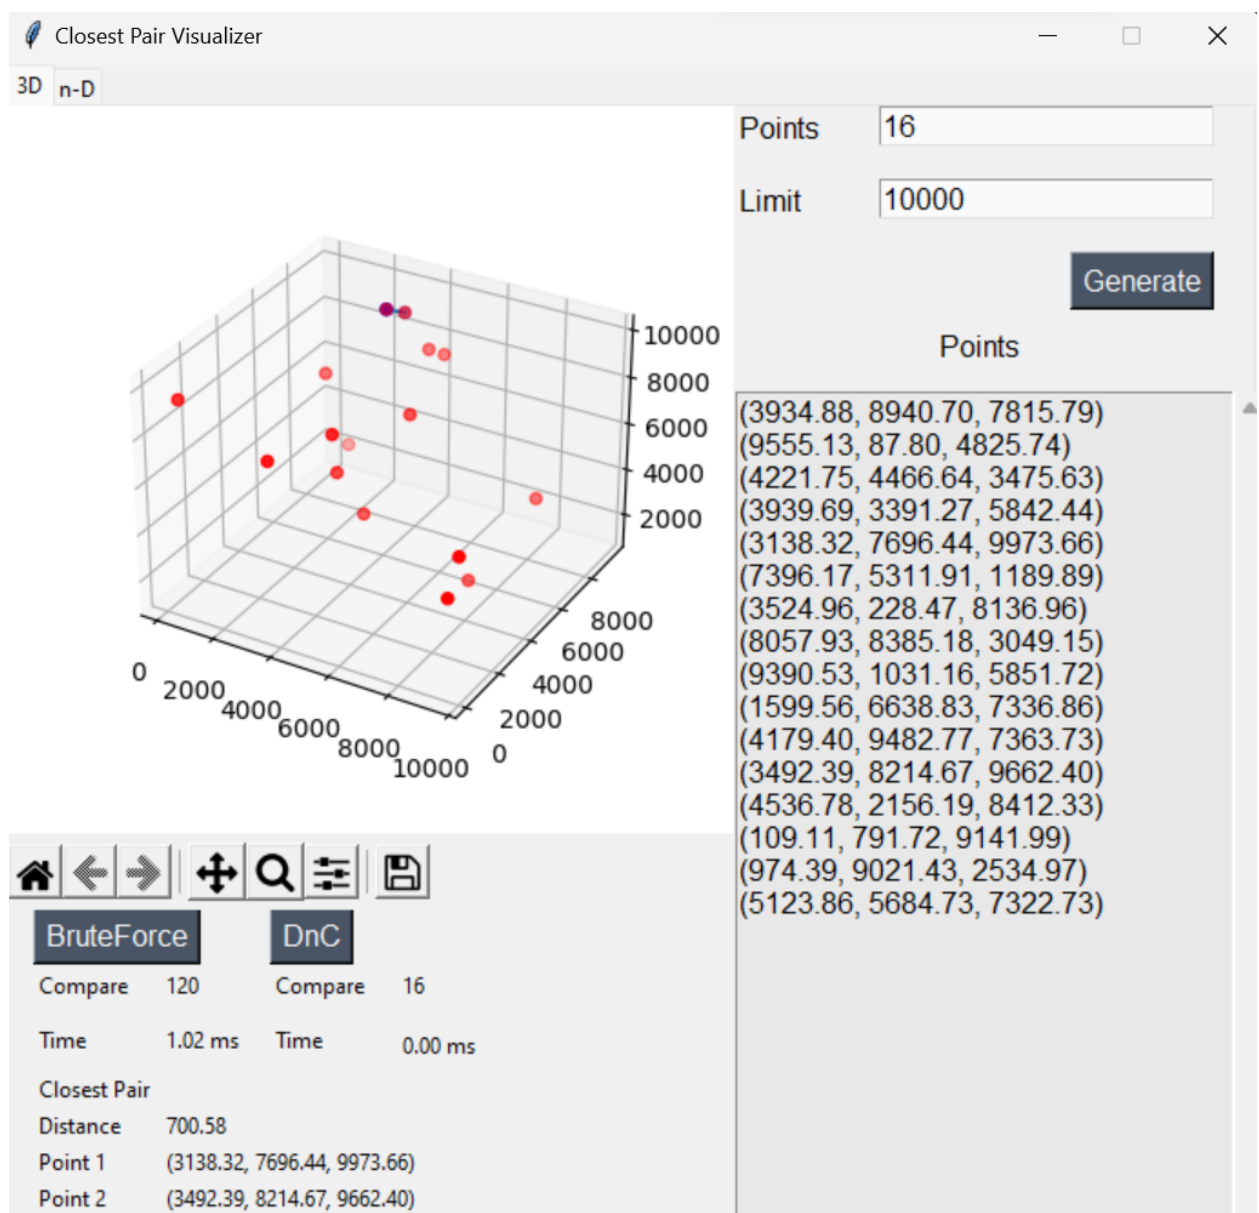 Closest Pair Visualizer
3D n-D
Points 16
Limit 10000
Generate
Points
(3934.88, 8940.70, 7815.79)
(9555.13, 87.80, 4825.74)
(4221.75, 4466.64, 3475.63)
(3939.69, 3391.27, 5842.44)
(3138.32, 7696.44, 9973.66)
(7396.17, 5311.91, 1189.89)
(3524.96, 228.47, 8136.96)
(8057.93, 8385.18, 3049.15)
(9390.53, 1031.16, 5851.72)
(1599.56, 6638.83, 7336.86)
(4179.40, 9482.77, 7363.73)
(3492.39, 8214.67, 9662.40)
(4536.78, 2156.19, 8412.33)
(109.11, 791.72, 9141.99)
(974.39, 9021.43, 2534.97)
(5123.86, 5684.73, 7322.73)
10000
8000
6000
4000
2000
8000
6000
4000
2000
0
0
2000
4000
6000
8000
10000
BruteForce DnC
Compare 120 Compare 16
Time 1.02 ms Time 0.00 ms
Closest Pair
Distance 700.58
Point 1 (3138.32, 7696.44, 9973.66)
Point 2 (3492.39, 8214.67, 9662.40)